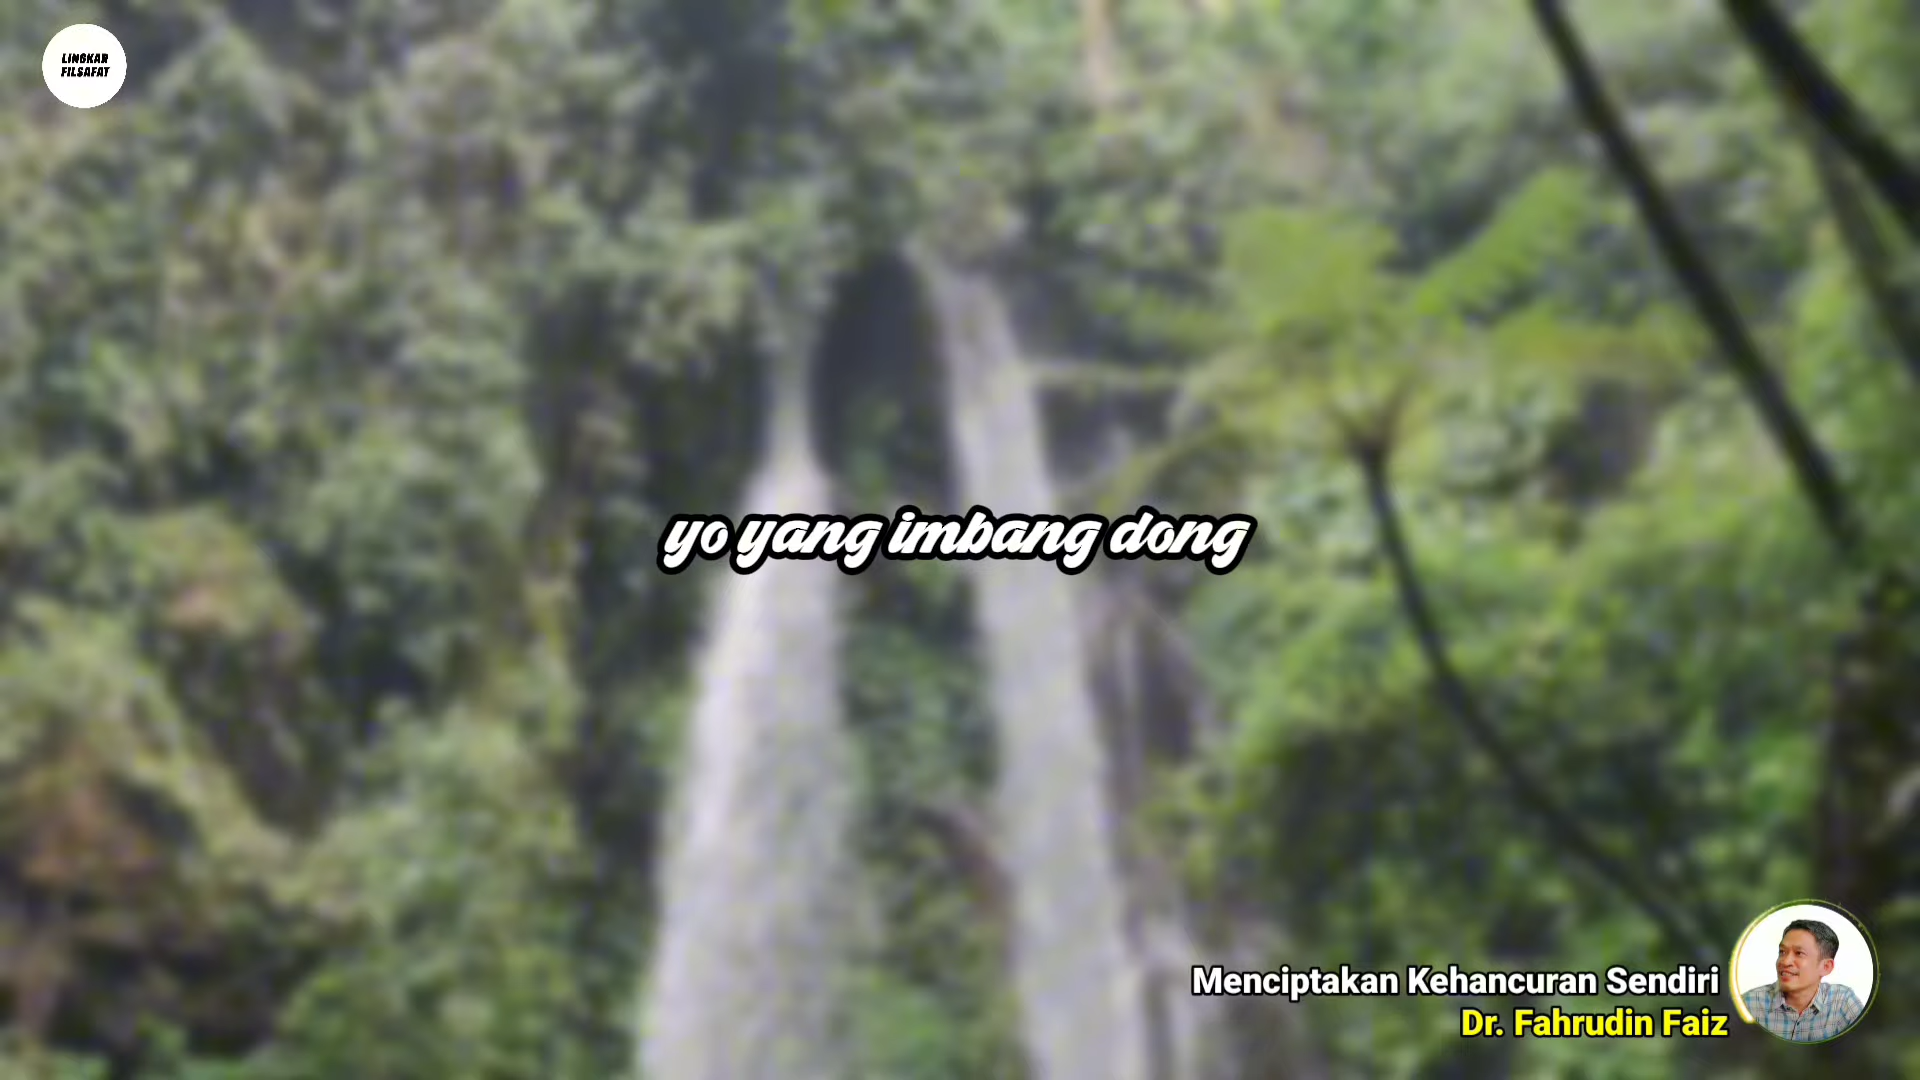 LINGKAR
FILSAFAT
yo yang imbang dong
Menciptakan Kehancuran Sendiri
Dr. Fahrudin Faiz